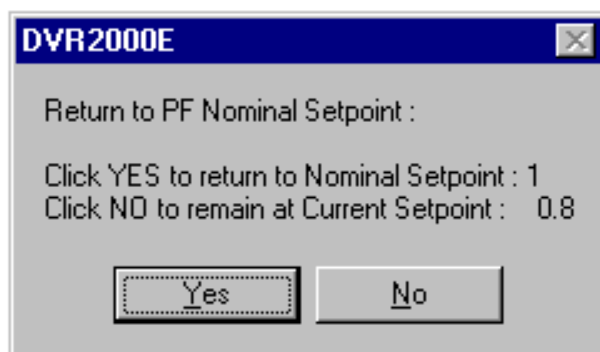 DVR2000E
Return to PF Nominal Setpoint :
Click YES to return to Nominal Setpoint : 1
Click NO to remain at Current Setpoint : 0.8
Yes No